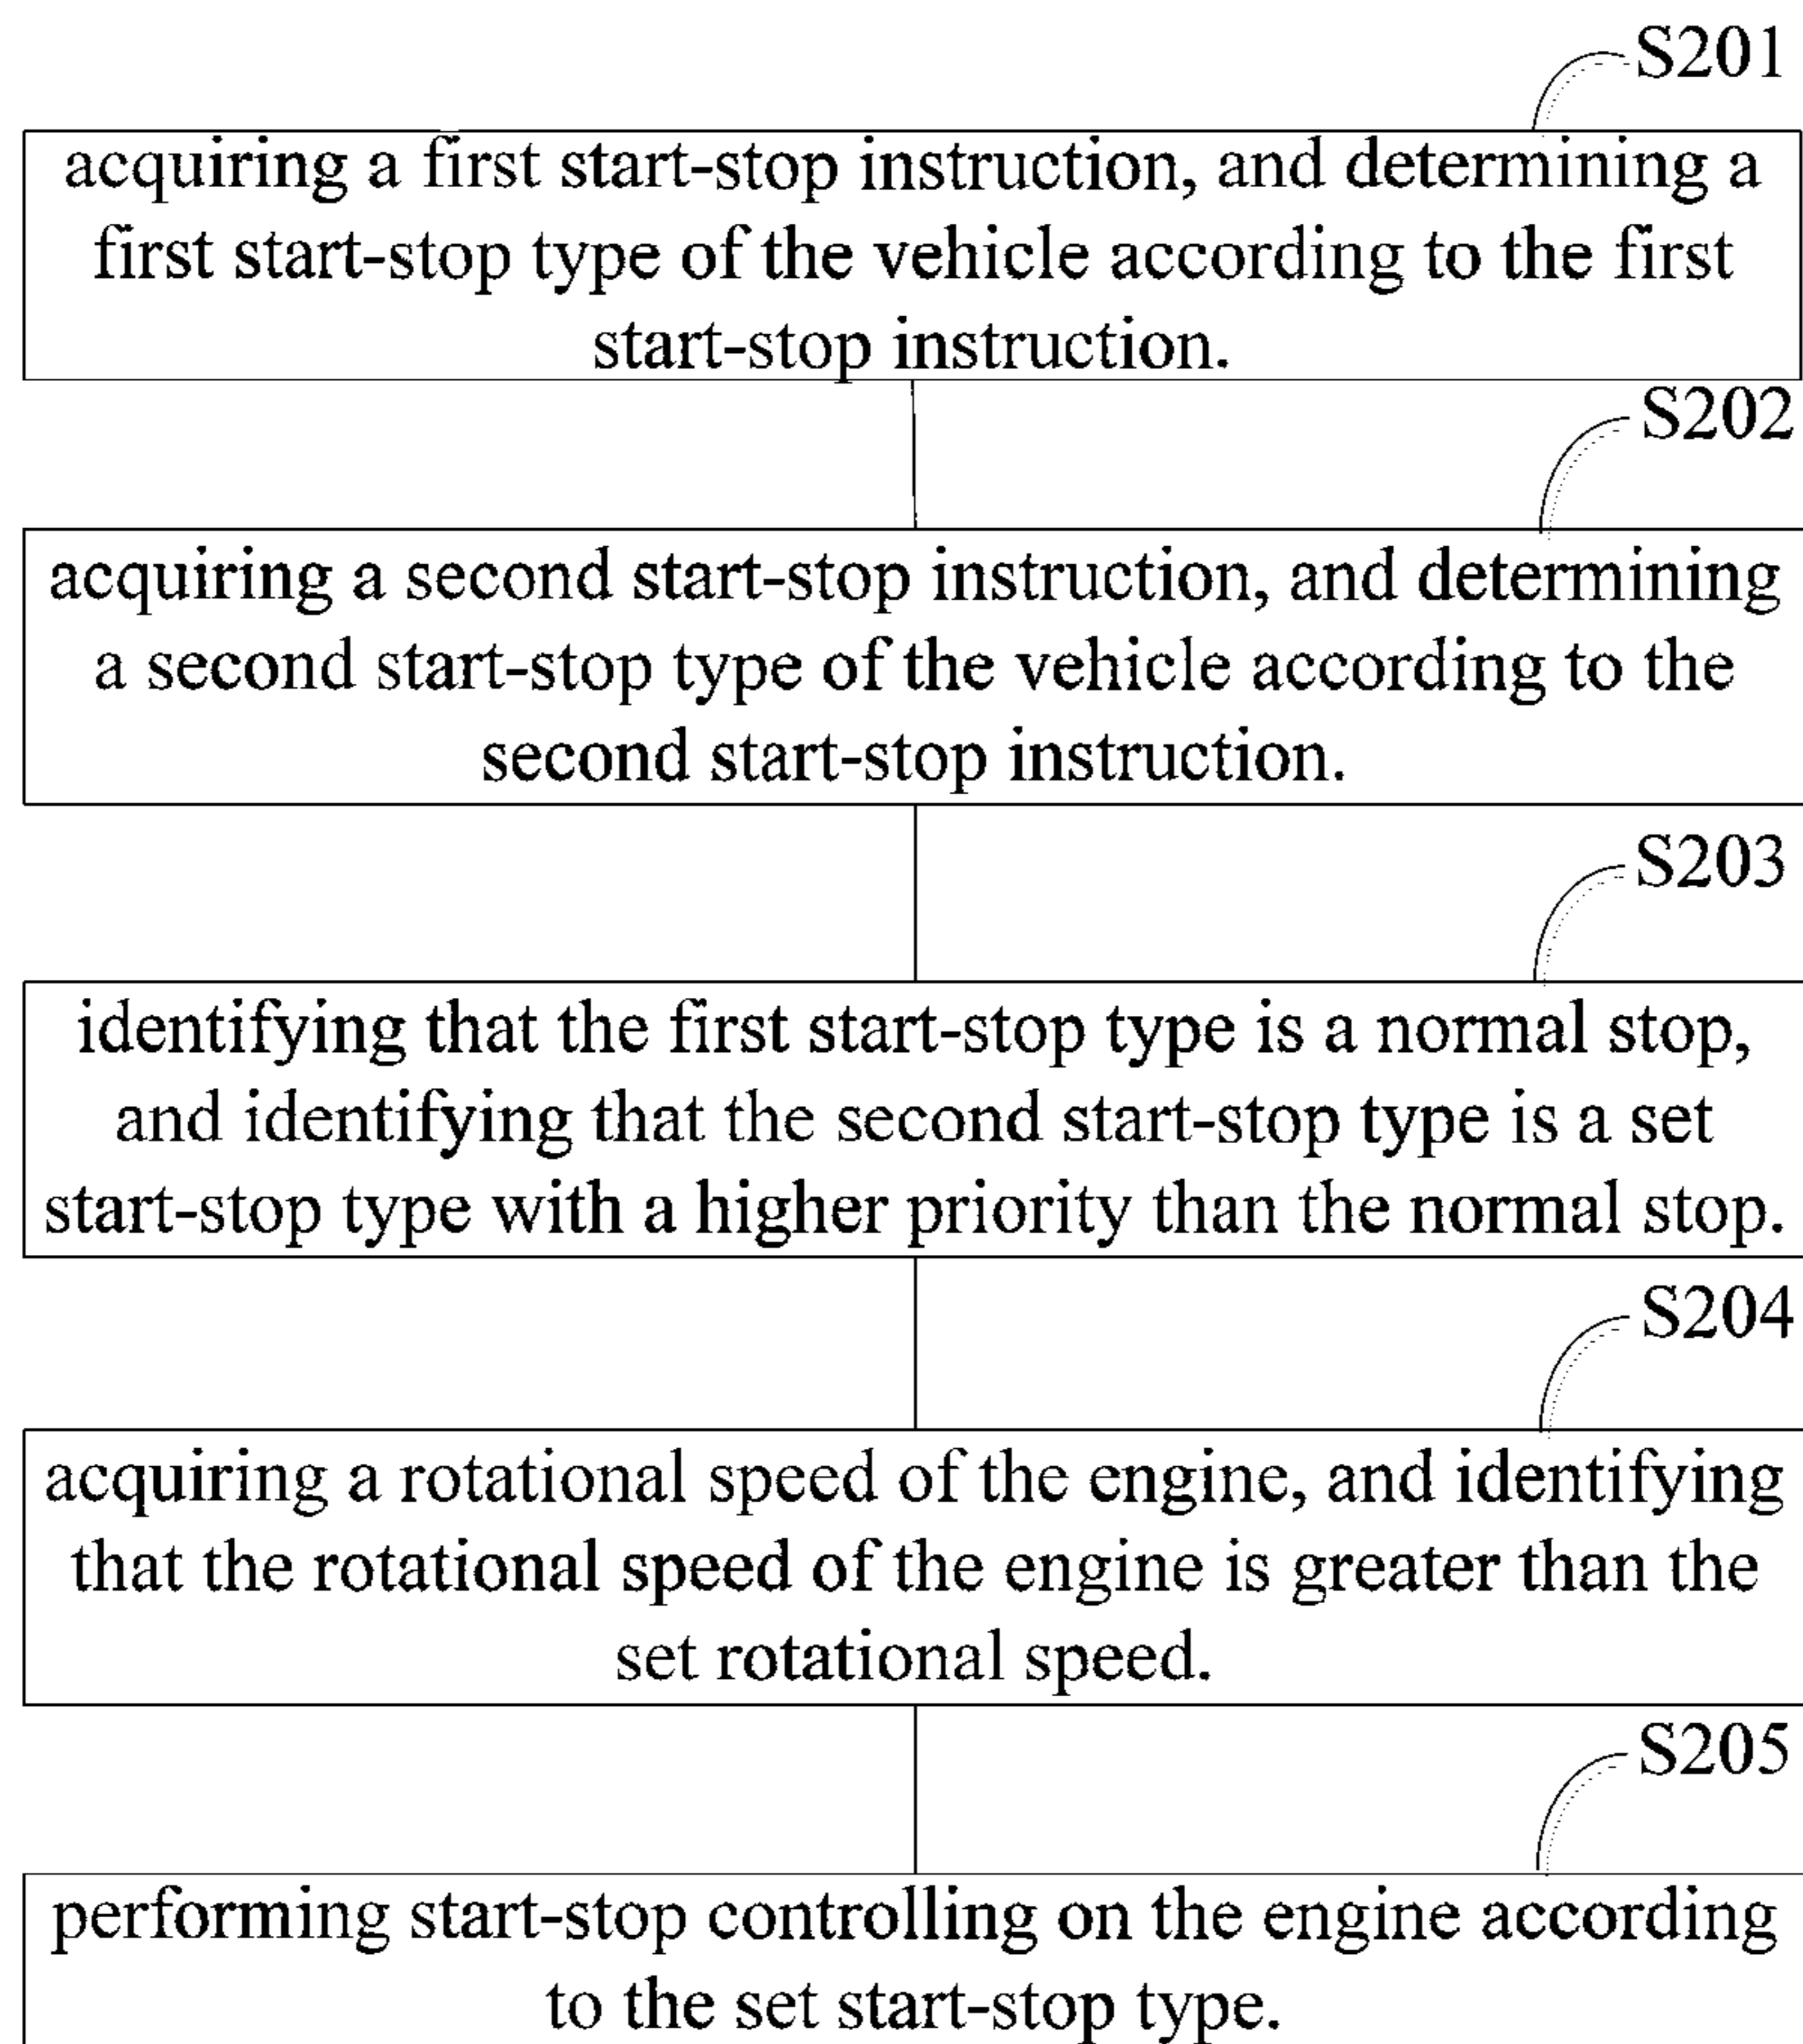 S201
acquiring a first start-stop instruction, and determining a
first start-stop type of the vehicle according to the first
start-stop instruction.
S202
acquiring a second start-stop instruction, and determining
a second start-stop type of the vehicle according to the
second start-stop instruction.
S203
identifying that the first start-stop type is a normal stop,
and identifying that the second start-stop type is a set
start-stop type with a higher priority than the normal stop.
S204
acquiring a rotational speed of the engine, and identifying
that the rotational speed of the engine is greater than the
set rotational speed.
S205
performing start-stop controlling on the engine according
to the set start-stop type.